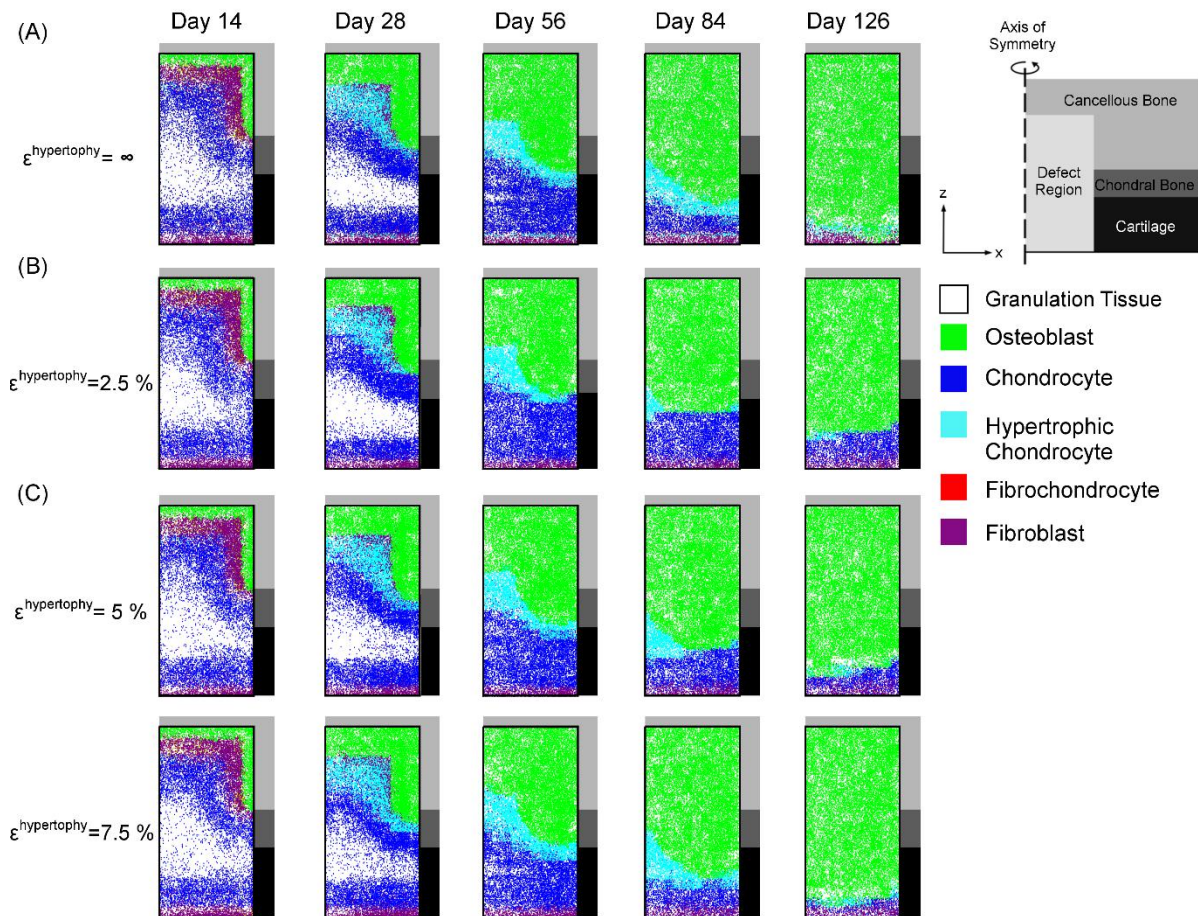 Day 14 Day 28 Day 56 Day 84 Day 126
(A)
Axis of
Symmetry
Cancellous Bone
Defect
Region
Chondral Bone
Cartilage
z
x
εhypertophy= ∞
(B)
Granulation Tissue
Osteoblast
Chondrocyte
Hypertrophic
Chondrocyte
Fibrochondrocyte
Fibroblast
εhypertophy=2.5 %
(C)
εhypertophy= 5 %
εhypertophy=7.5 %